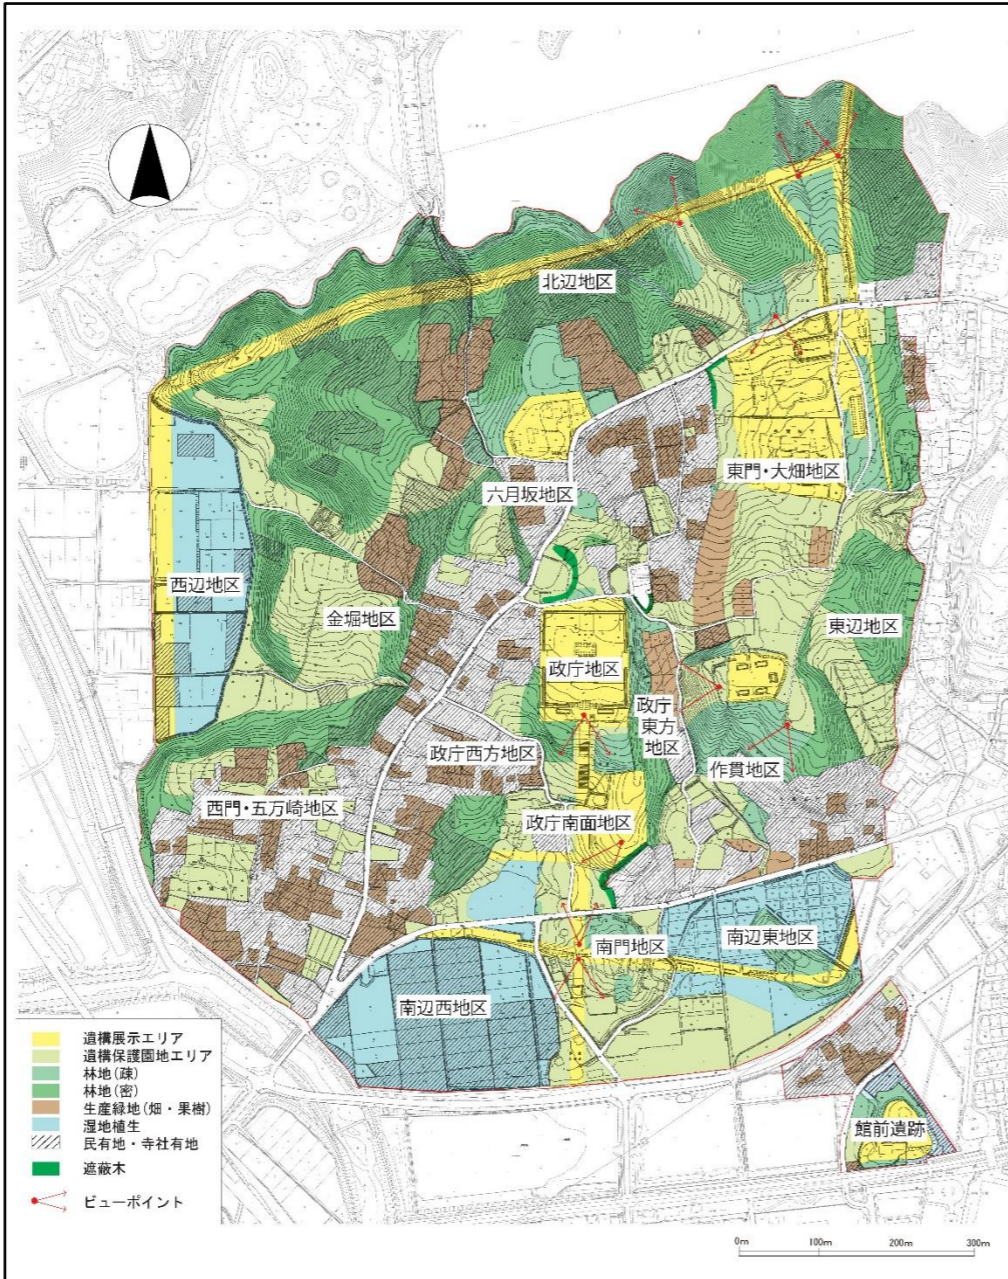 北辺地区
東門・大畑地区
六月坂地区
西辺地区
金堀地区
東辺地区
政庁地区
政庁
東方
地区
政庁西方地区
作貫地区
西門・五万崎地区
政庁南面地区
南門地区
南辺東地区
南辺西地区
館前遺跡
遺構展示エリア
遺構保護園地エリア
林地(疎)
林地(密)
生産緑地(畑・果樹)
湿地植生
民有地・寺社有地
遮蔽木
ビューポイント
0m 100m 200m 300m